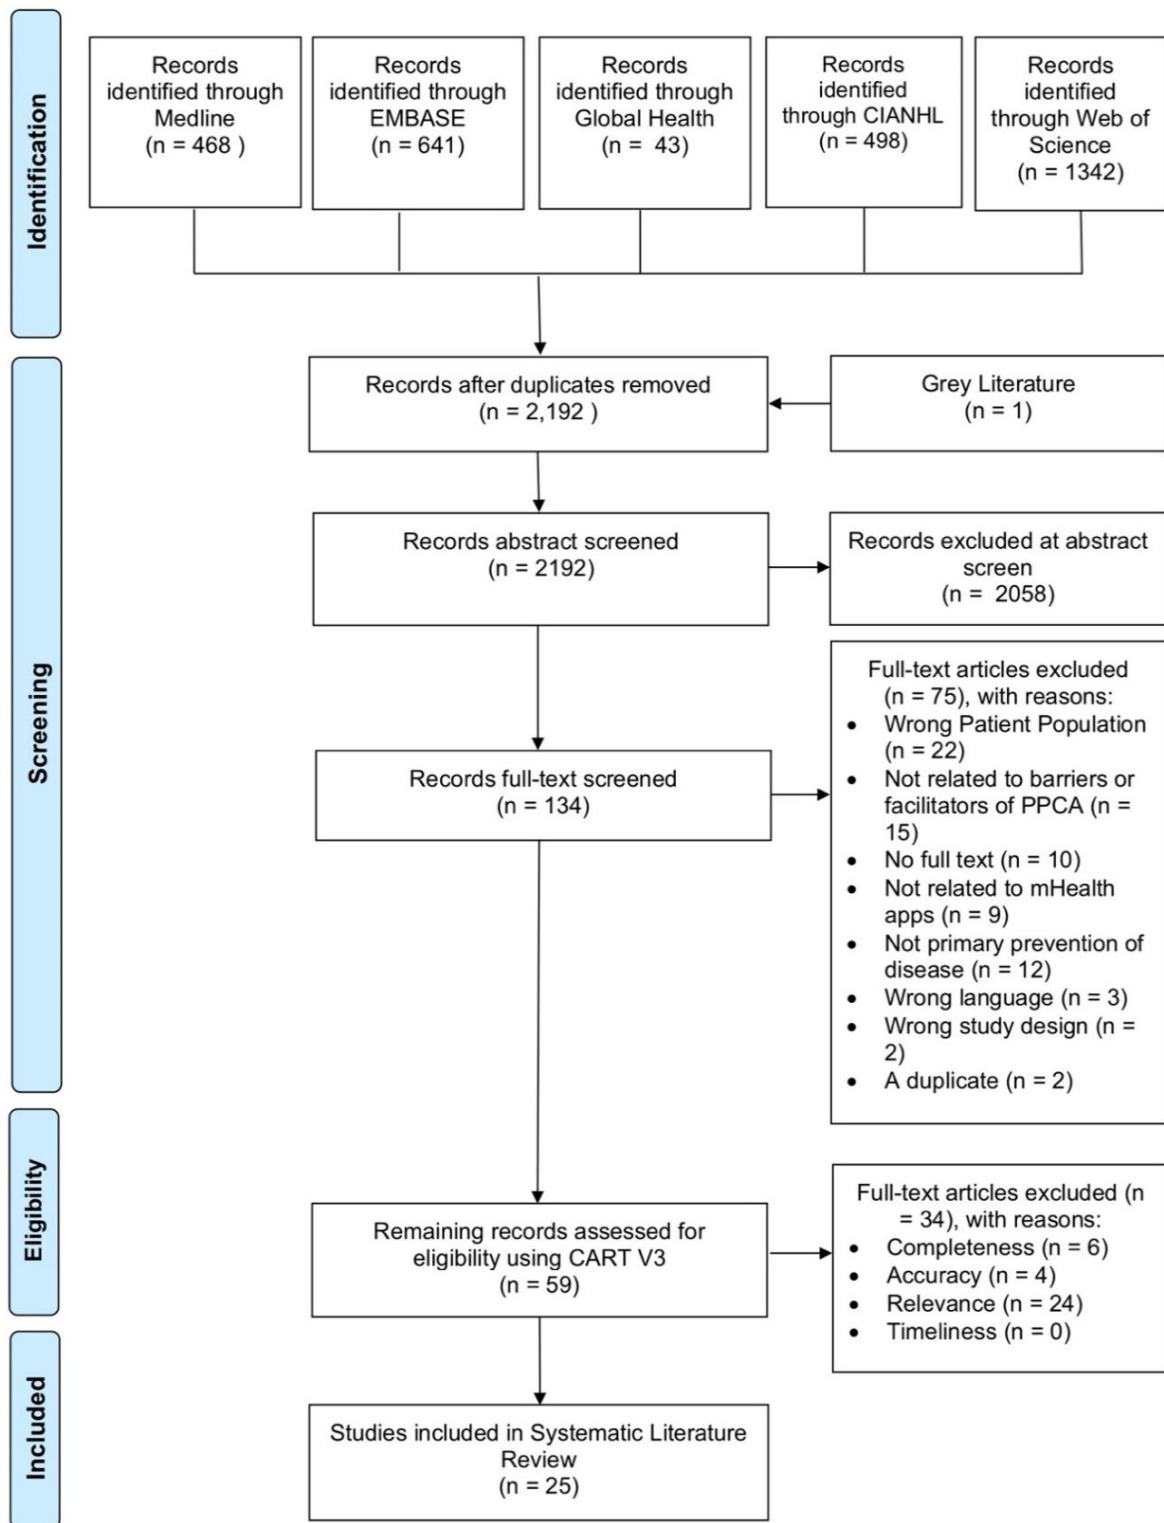 Identification
Records
identified through
Medline
(n = 468 )
Records
identified through
EMBASE
(n = 641)
Records
identified through
Global Health
(n =  43)
Records
identified
through CIANHL
(n = 498)
Records
identified
through Web of
Science
(n = 1342)
Screening
Records after duplicates removed
(n = 2,192 )
Grey Literature
(n = 1)
Records abstract screened
(n = 2192)
Records excluded at abstract
screen
(n =  2058)
Records full-text screened
(n = 134)
Full-text articles excluded
(n = 75), with reasons:
• Wrong Patient Population
(n = 22)
• Not related to barriers or
facilitators of PPCA (n =
15)
• No full text (n = 10)
• Not related to mHealth
apps (n = 9)
• Not primary prevention of
disease (n = 12)
• Wrong language (n = 3)
• Wrong study design (n =
2)
• A duplicate (n = 2)
Eligibility
Remaining records assessed for
eligibility using CART V3
(n = 59)
Full-text articles excluded (n
= 34), with reasons:
• Completeness (n = 6)
• Accuracy (n = 4)
• Relevance (n = 24)
• Timeliness (n = 0)
Included
Studies included in Systematic Literature
Review
(n = 25)